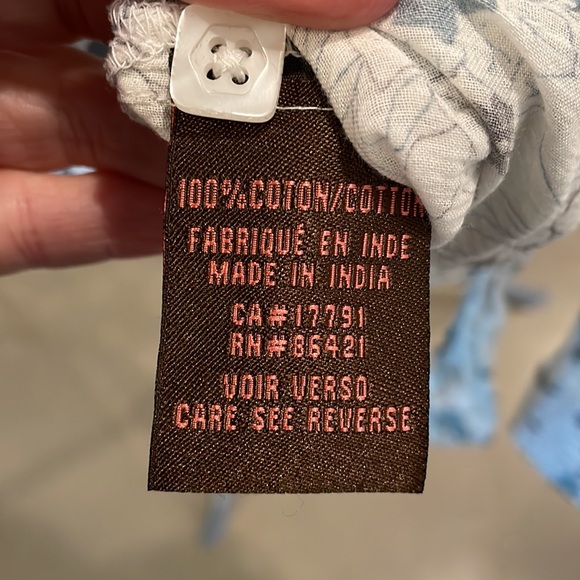 100% COTON/COTTON
FABRIQUÉ EN INDE
MADE IN INDIA
CA#17791
RN#86421
VOIR VERSO
CARE SEE REVERSE